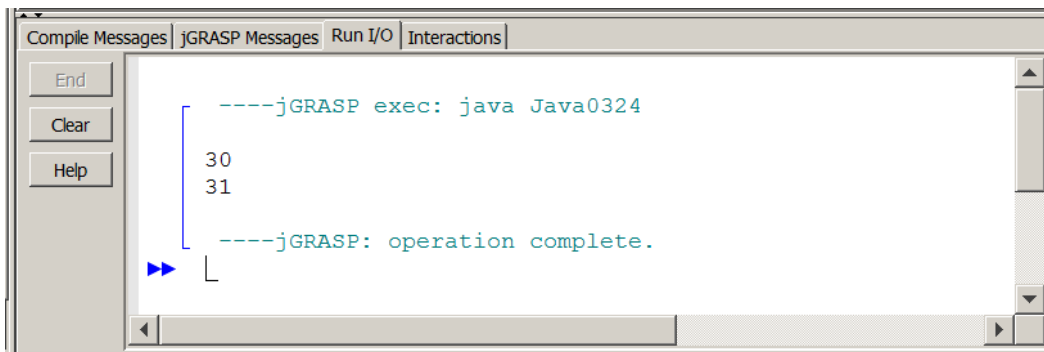 Compile Messages jGRASP Messages Run I/O Interactions
End
Clear
Help
----jGRASP exec: java Java0324
30
31
----jGRASP: operation complete.